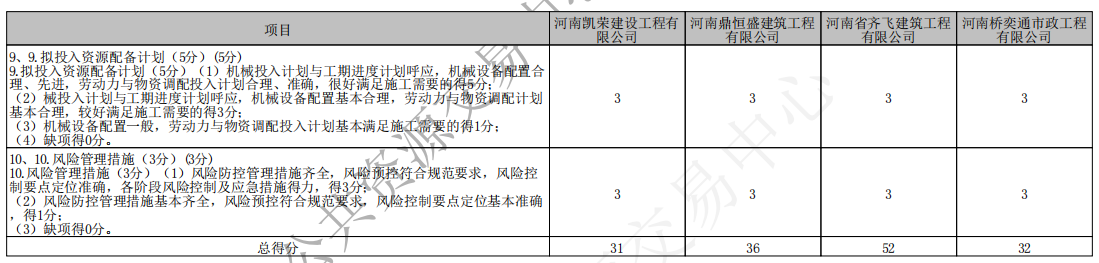 项目
河南凯荣建设工程有限公司
河南鼎恒盛建筑工程有限公司
河南省齐飞建筑工程有限公司
河南桥奕通市政工程有限公司
9、9.拟投入资源配备计划（5分）(5分)
9.拟投入资源配备计划（5分）（1）机械投入计划与工期进度计划呼应，机械设备配置合
理、先进，劳动力与物资调配投入计划合理、准确，很好满足施工需要的得5分；
（2）械投入计划与工期进度计划呼应，机械设备配置基本合理，劳动力与物资调配计划
基本合理，较好满足施工需要的得3分；
（3）机械设备配置一般，劳动力与物资调配投入计划基本满足施工需要的得1分；
（4）缺项得0分。
3 3 3 3
10、10.风险管理措施（3分）(3分)
10.风险管理措施（3分）（1）风险防控管理措施齐全，风险预控符合规范要求，风险控
制要点定位准确，各阶段风险控制及应急措施得力，得3分；
（2）风险防控管理措施基本齐全，风险预控符合规范要求，风险控制要点定位基本准确
，得1分；
（3）缺项得0分。
3 3 3 3
总得分 31 36 52 32
公共资源交易中心
交易中心